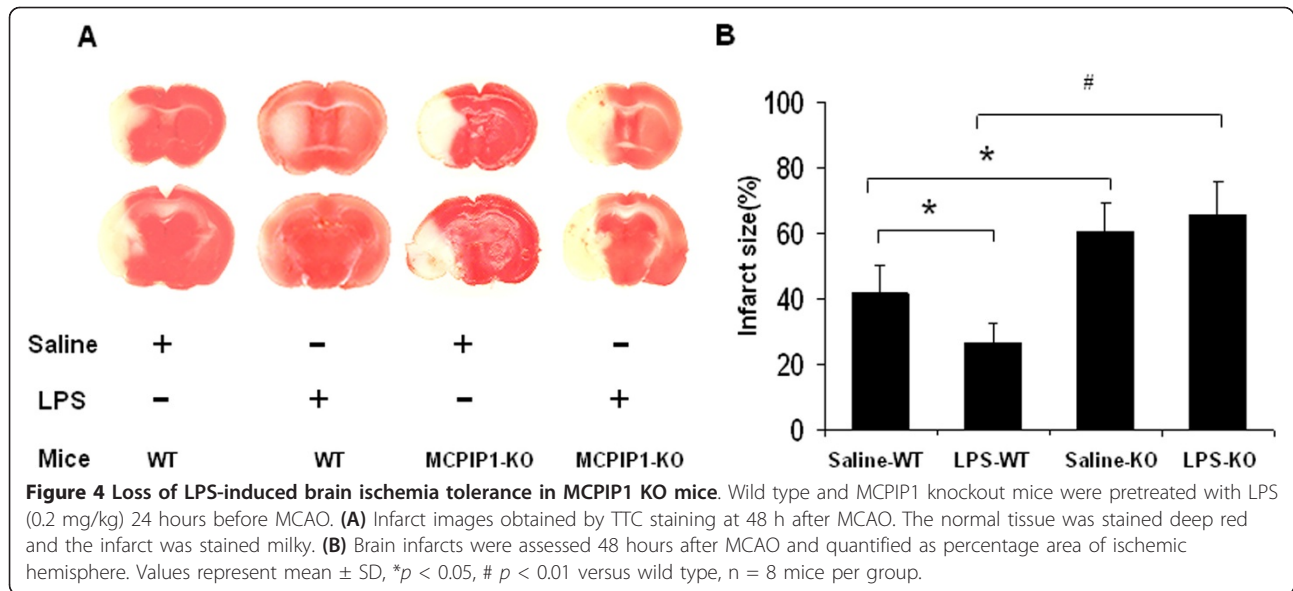 A
B
Saline + − + −
LPS − + − +
Mice WT WT MCPIP1-KO MCPIP1-KO
Infarct size(%)
100
80
60
40
20
0
#
*
*
Saline-WT LPS-WT Saline-KO LPS-KO
Figure 4 Loss of LPS-induced brain ischemia tolerance in MCPIP1 KO mice. Wild type and MCPIP1 knockout mice were pretreated with LPS
(0.2 mg/kg) 24 hours before MCAO. (A) Infarct images obtained by TTC staining at 48 h after MCAO. The normal tissue was stained deep red
and the infarct was stained milky. (B) Brain infarcts were assessed 48 hours after MCAO and quantified as percentage area of ischemic
hemisphere. Values represent mean ± SD, *p < 0.05, # p < 0.01 versus wild type, n = 8 mice per group.